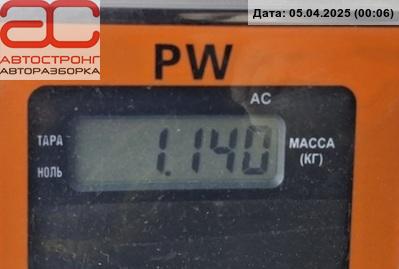 Дата: 05.04.2025 (00:06)
ас
АВТОСТРОНГ
АВТОРАЗБОРКА
PW
AC
ТАРА
НОЛЬ
1.140
МАССА
(КГ)